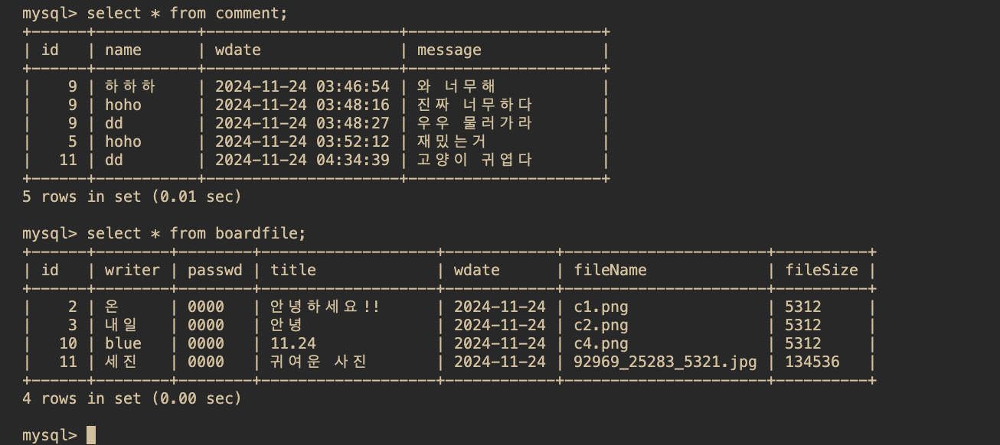 mysql> select * from comment;
+------+-----------+---------------------+---------------------+
| id   | name      | wdate               | message             |
+------+-----------+---------------------+---------------------+
|    9 | 하하하    | 2024-11-24 03:46:54 | 와 너무해           |
|    9 | hoho      | 2024-11-24 03:48:16 | 진짜 너무하다       |
|    9 | dd        | 2024-11-24 03:48:27 | 우우 물러가라       |
|    5 | hoho      | 2024-11-24 03:52:12 | 재밌는거            |
|   11 | dd        | 2024-11-24 04:34:39 | 고양이 귀엽다       |
+------+-----------+---------------------+---------------------+
5 rows in set (0.01 sec)
mysql> select * from boardfile;
+------+--------+--------+-------------------+------------+----------------------+----------+
| id   | writer | passwd | title             | wdate      | fileName             | fileSize |
+------+--------+--------+-------------------+------------+----------------------+----------+
|    2 | 온     | 0000   | 안녕하세요!!      | 2024-11-24 | c1.png               | 5312     |
|    3 | 내일   | 0000   | 안녕              | 2024-11-24 | c2.png               | 5312     |
|   10 | blue   | 0000   | 11.24             | 2024-11-24 | c4.png               | 5312     |
|   11 | 세진   | 0000   | 귀여운 사진       | 2024-11-24 | 92969_25283_5321.jpg | 134536   |
+------+--------+--------+-------------------+------------+----------------------+----------+
4 rows in set (0.00 sec)
mysql>